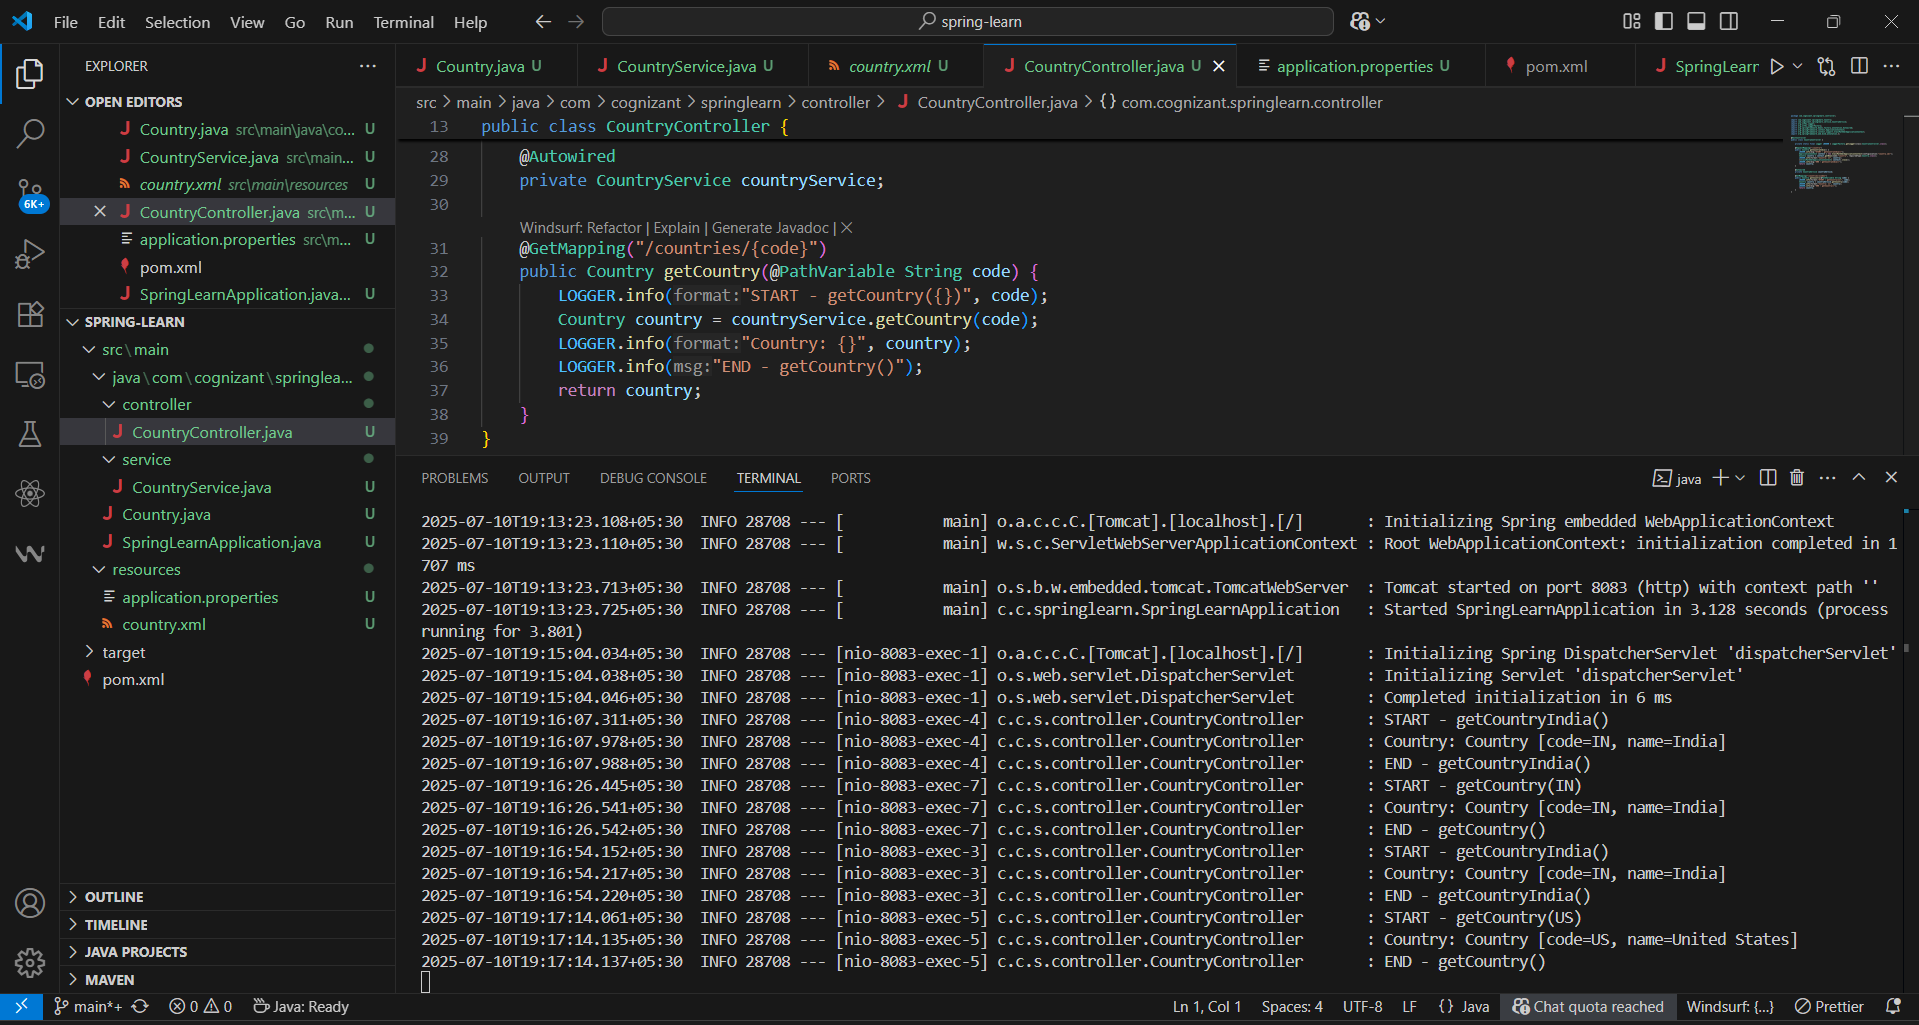 File Edit Selection View Go Run Terminal Help
spring-learn
EXPLORER
OPEN EDITORS
Country.java src\main\java\co... U
CountryService.java src\main... U
country.xml src\main\resources U
CountryController.java src\m... U
application.properties src\m... U
pom.xml
SpringLearnApplication.java... U
SPRING-LEARN
src\main
java\com\cognizant\springlea...
controller
CountryController.java U
service
CountryService.java U
Country.java U
SpringLearnApplication.java U
resources
application.properties U
country.xml U
target
pom.xml
OUTLINE
TIMELINE
JAVA PROJECTS
MAVEN
6K+
Country.java U CountryService.java U country.xml U CountryController.java U application.properties U pom.xml SpringLearr
src > main > java > com > cognizant > springlearn > controller > CountryController.java > {} com.cognizant.springlearn.controller
13 public class CountryController {
28 @Autowired
29 private CountryService countryService;
30
Windsurf: Refactor | Explain | Generate Javadoc | X
31 @GetMapping("/countries/{code}")
32 public Country getCountry(@PathVariable String code) {
33 LOGGER.info(format:"START - getCountry({})", code);
34 Country country = countryService.getCountry(code);
35 LOGGER.info(format:"Country: {}", country);
36 LOGGER.info(msg:"END - getCountry()");
37 return country;
38 }
39 }
PROBLEMS OUTPUT DEBUG CONSOLE TERMINAL PORTS
java
2025-07-10T19:13:23.108+05:30 INFO 28708 --- [ main] o.a.c.c.C.[Tomcat].[localhost].[/] : Initializing Spring embedded WebApplicationContext
2025-07-10T19:13:23.110+05:30 INFO 28708 --- [ main] w.s.c.ServletWebServerApplicationContext : Root WebApplicationContext: initialization completed in 1
707 ms
2025-07-10T19:13:23.713+05:30 INFO 28708 --- [ main] o.s.b.w.embedded.tomcat.TomcatWebServer : Tomcat started on port 8083 (http) with context path ''
2025-07-10T19:13:23.725+05:30 INFO 28708 --- [ main] c.c.springlearn.SpringLearnApplication : Started SpringLearnApplication in 3.128 seconds (process
running for 3.801)
2025-07-10T19:15:04.034+05:30 INFO 28708 --- [nio-8083-exec-1] o.a.c.c.C.[Tomcat].[localhost].[/] : Initializing Spring DispatcherServlet 'dispatcherServlet'
2025-07-10T19:15:04.038+05:30 INFO 28708 --- [nio-8083-exec-1] o.s.web.servlet.DispatcherServlet : Initializing Servlet 'dispatcherServlet'
2025-07-10T19:15:04.046+05:30 INFO 28708 --- [nio-8083-exec-1] o.s.web.servlet.DispatcherServlet : Completed initialization in 6 ms
2025-07-10T19:16:07.311+05:30 INFO 28708 --- [nio-8083-exec-4] c.c.s.controller.CountryController : START - getCountryIndia()
2025-07-10T19:16:07.978+05:30 INFO 28708 --- [nio-8083-exec-4] c.c.s.controller.CountryController : Country: Country [code=IN, name=India]
2025-07-10T19:16:07.988+05:30 INFO 28708 --- [nio-8083-exec-4] c.c.s.controller.CountryController : END - getCountryIndia()
2025-07-10T19:16:26.445+05:30 INFO 28708 --- [nio-8083-exec-7] c.c.s.controller.CountryController : START - getCountry(IN)
2025-07-10T19:16:26.541+05:30 INFO 28708 --- [nio-8083-exec-7] c.c.s.controller.CountryController : Country: Country [code=IN, name=India]
2025-07-10T19:16:26.542+05:30 INFO 28708 --- [nio-8083-exec-7] c.c.s.controller.CountryController : END - getCountry()
2025-07-10T19:16:54.152+05:30 INFO 28708 --- [nio-8083-exec-3] c.c.s.controller.CountryController : START - getCountryIndia()
2025-07-10T19:16:54.217+05:30 INFO 28708 --- [nio-8083-exec-3] c.c.s.controller.CountryController : Country: Country [code=IN, name=India]
2025-07-10T19:16:54.220+05:30 INFO 28708 --- [nio-8083-exec-3] c.c.s.controller.CountryController : END - getCountryIndia()
2025-07-10T19:17:14.061+05:30 INFO 28708 --- [nio-8083-exec-5] c.c.s.controller.CountryController : START - getCountry(US)
2025-07-10T19:17:14.135+05:30 INFO 28708 --- [nio-8083-exec-5] c.c.s.controller.CountryController : Country: Country [code=US, name=United States]
2025-07-10T19:17:14.137+05:30 INFO 28708 --- [nio-8083-exec-5] c.c.s.controller.CountryController : END - getCountry()
main*+ 0 0 Java: Ready Ln 1, Col 1 Spaces: 4 UTF-8 LF {} Java Chat quota reached Windsurf: {...} Prettier